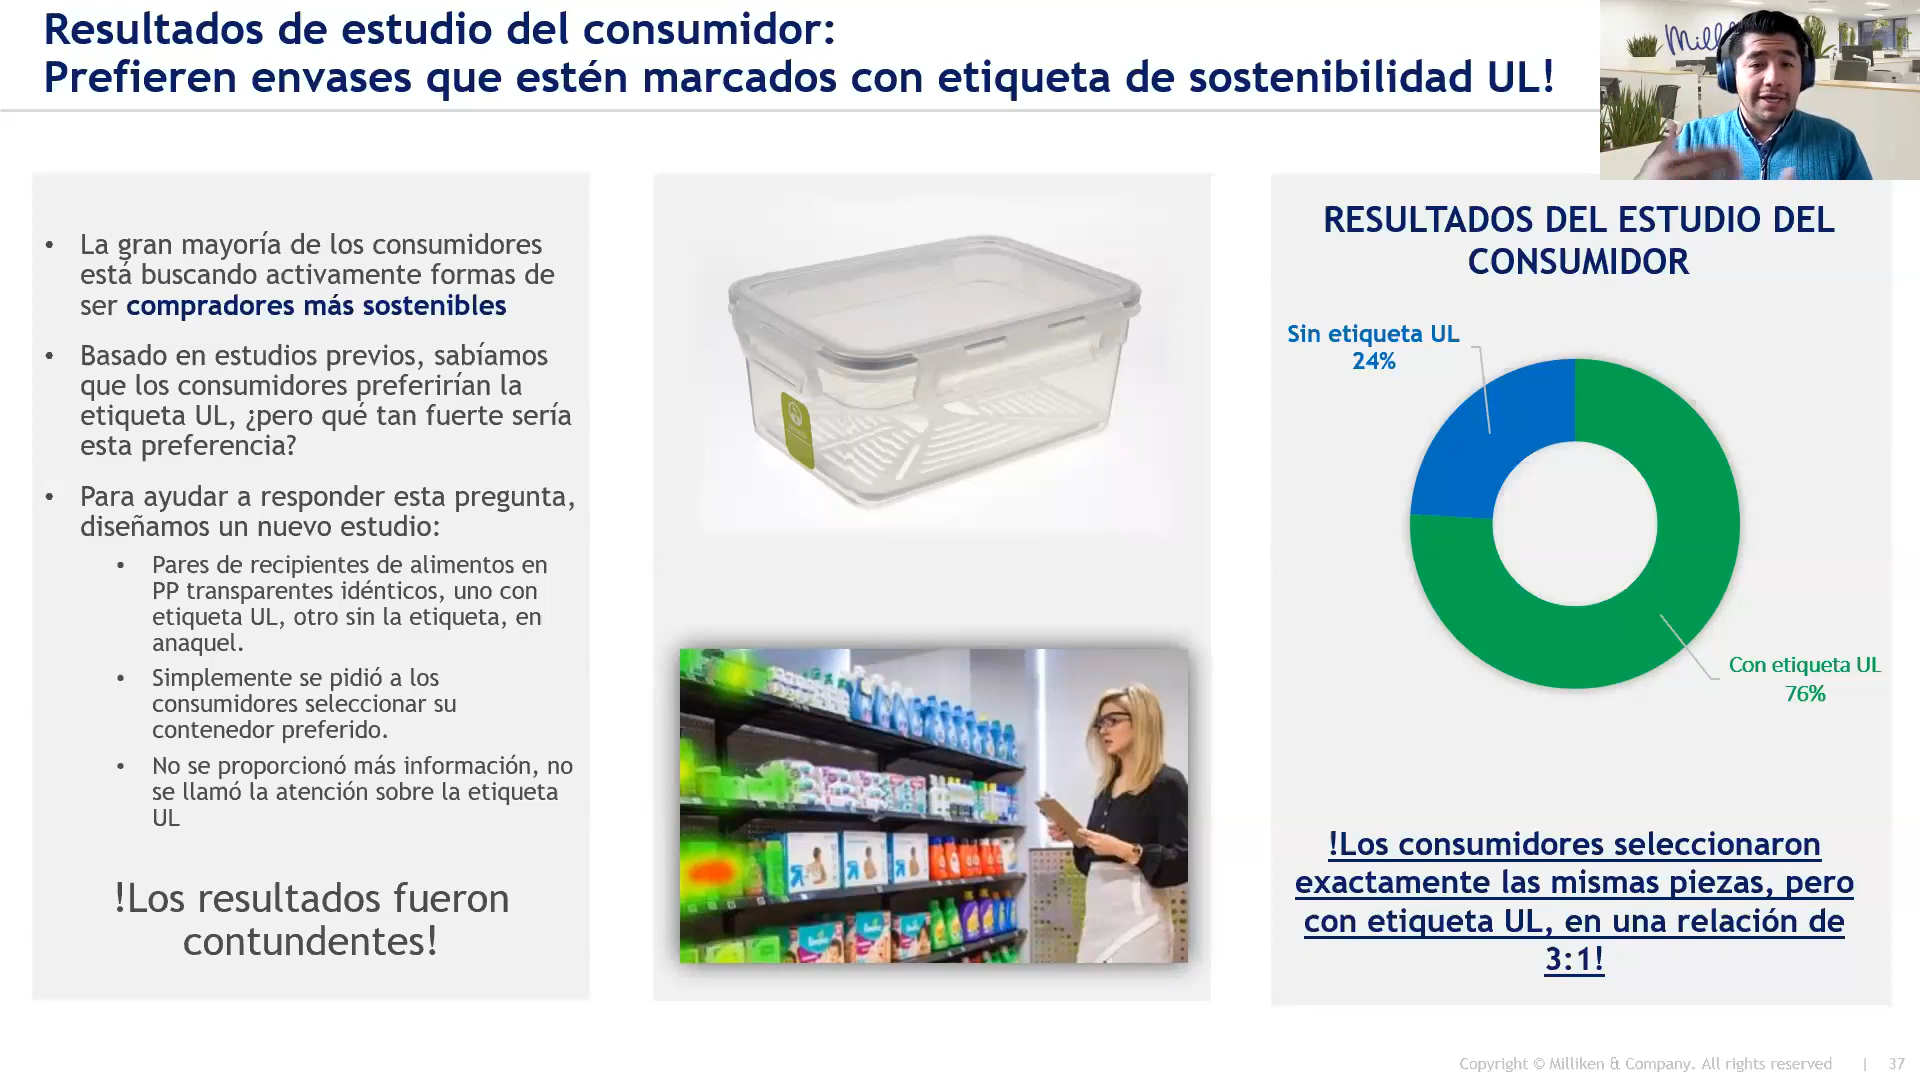 Resultados de estudio del consumidor:
Prefieren envases que estén marcados con etiqueta de sostenibilidad UL!
La gran mayoría de los consumidores
está buscando activamente formas de
ser compradores más sostenibles
Basado en estudios previos, sabíamos
que los consumidores preferirían la
etiqueta UL, ¿pero qué tan fuerte sería
esta preferencia?
Para ayudar a responder esta pregunta,
diseñamos un nuevo estudio:
Pares de recipientes de alimentos en
PP transparentes idénticos, uno con
etiqueta UL, otro sin la etiqueta, en
anaquel.
Simplemente se pidió a los
consumidores seleccionar su
contenedor preferido.
No se proporcionó más información, no
se llamó la atención sobre la etiqueta
UL
!Los resultados fueron
contundentes!
RESULTADOS DEL ESTUDIO DEL
CONSUMIDOR
Sin etiqueta UL
24%
Con etiqueta UL
76%
!Los consumidores seleccionaron
exactamente las mismas piezas, pero
con etiqueta UL, en una relación de
3:1!
Copyright © Milliken & Company. All rights reserved | 37